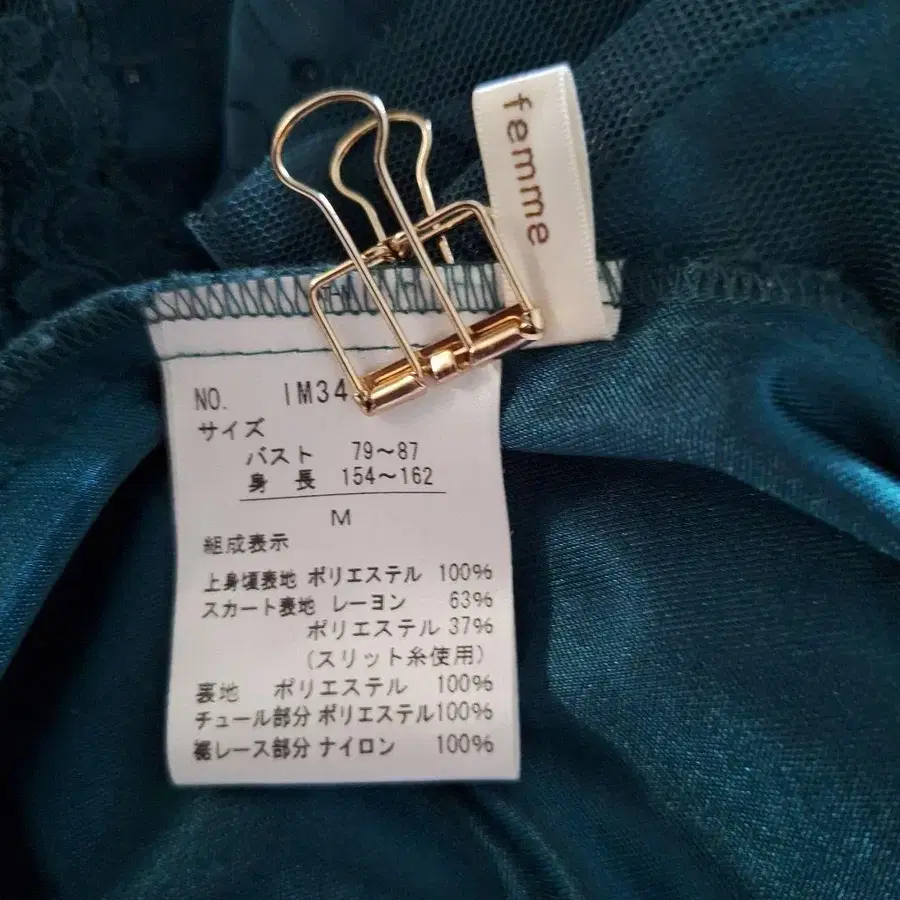 femme
NO. IM34
サイズ
バスト 79～87
身長 154～162
M
組成表示
上身頃表地 ポリエステル 100%
スカート表地 レーヨン 63%
ポリエステル 37%
(スリット糸使用)
裏地 ポリエステル 100%
チュール部分 ポリエステル100%
裾レース部分 ナイロン 100%